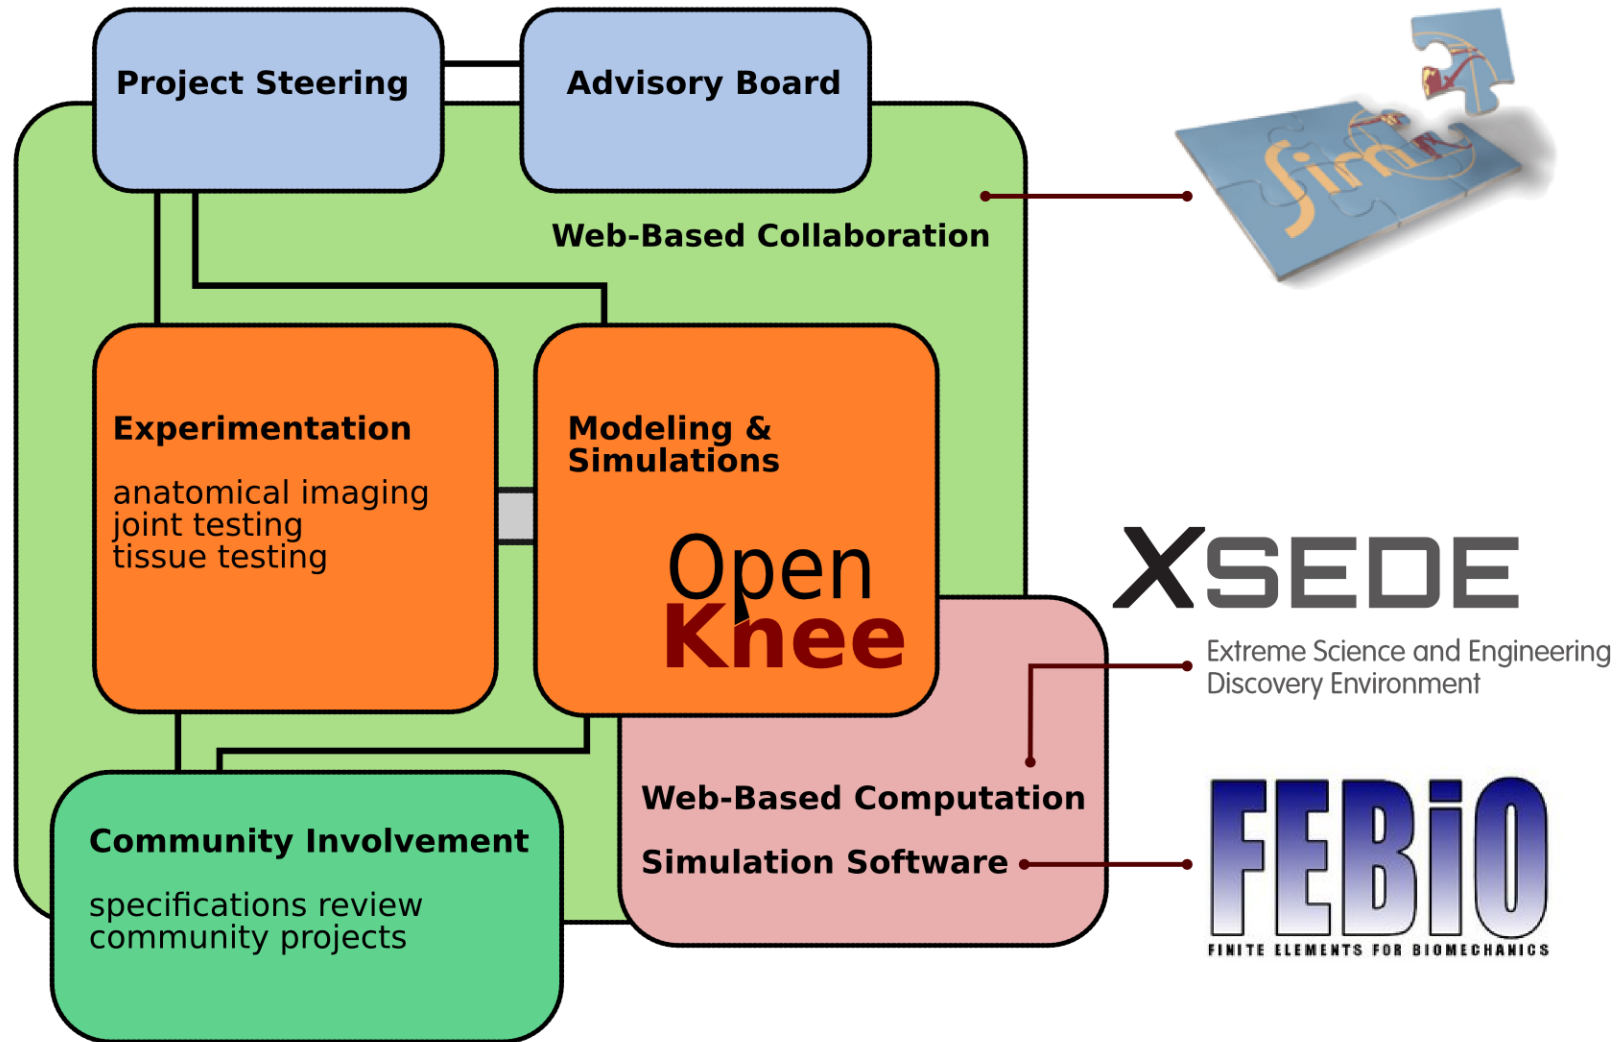 Project Steering
Advisory Board
Web-Based Collaboration
Experimentation
anatomical imaging
joint testing
tissue testing
Modeling &
Simulations
Open
Knee
Community Involvement
specifications review
community projects
Web-Based Computation
Simulation Software
Sim
XSEDE
Extreme Science and Engineering
Discovery Environment
FEBiO
FINITE ELEMENTS FOR BIOMECHANICS